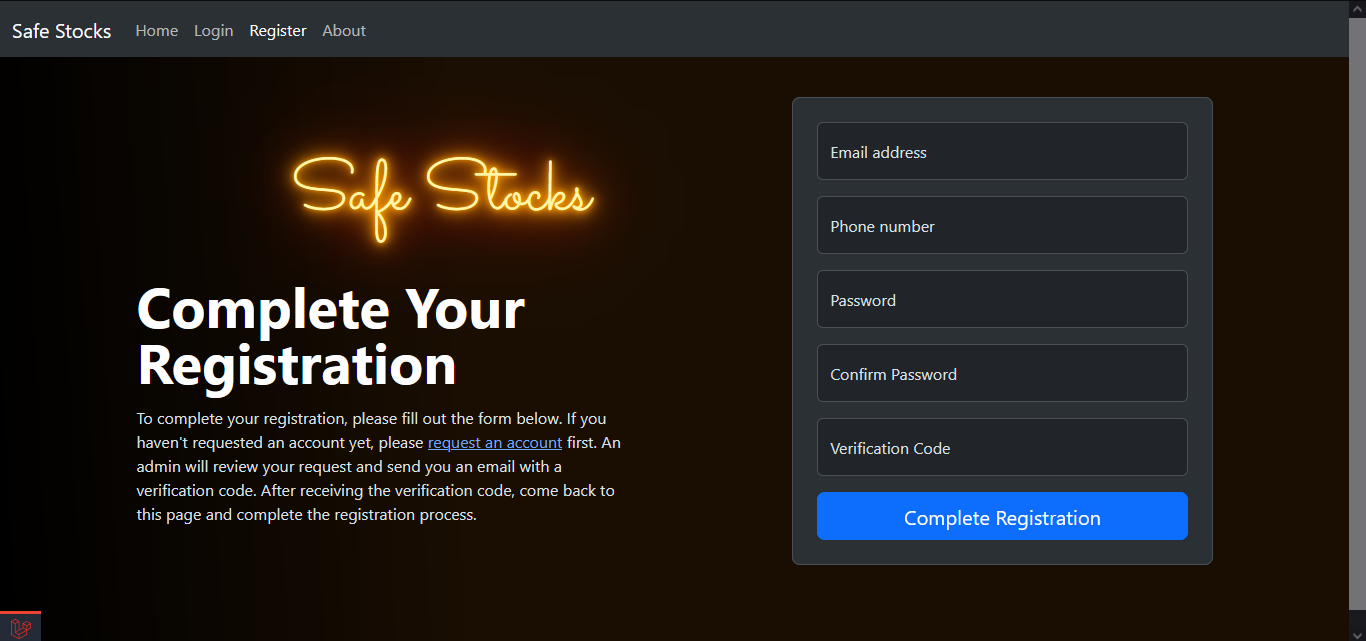 Safe Stocks Home Login Register About
Safe Stocks
Complete Your
Registration
To complete your registration, please fill out the form below. If you
haven't requested an account yet, please request an account first. An
admin will review your request and send you an email with a
verification code. After receiving the verification code, come back to
this page and complete the registration process.
Email address
Phone number
Password
Confirm Password
Verification Code
Complete Registration